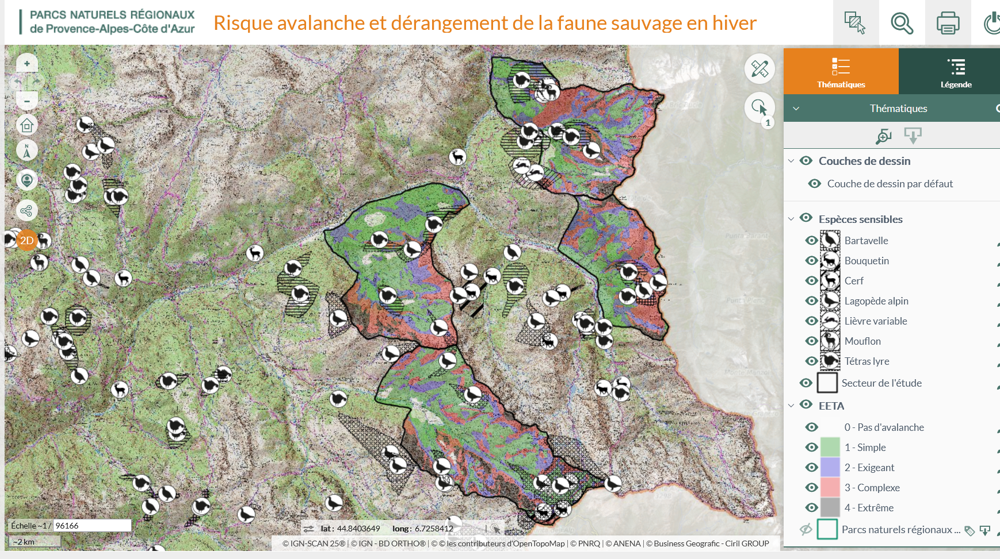 PARCS NATURELS RÉGIONAUX
de Provence-Alpes-Côte d'Azur
Risque avalanche et dérangement de la faune sauvage en hiver
+
−
N
2D
1
Thématiques
Légende
Thématiques
Couches de dessin
Couche de dessin par défaut
Espèces sensibles
Bartavelle
Bouquetin
Cerf
Lagopède alpin
Lièvre variable
Mouflon
Tétras lyre
Secteur de l'étude
EETA
0 - Pas d'avalanche
1 - Simple
2 - Exigeant
3 - Complexe
4 - Extrême
Parcs naturels régionaux ...
Échelle ~1 / 96166
~2 km
lat : 44.8403649 long : 6.7258412
© IGN-SCAN 25® | © IGN - BD ORTHO® | © © les contributeurs d'OpenTopoMap | © PNRQ | © ANENA | © Business Geografic - Ciril GROUP